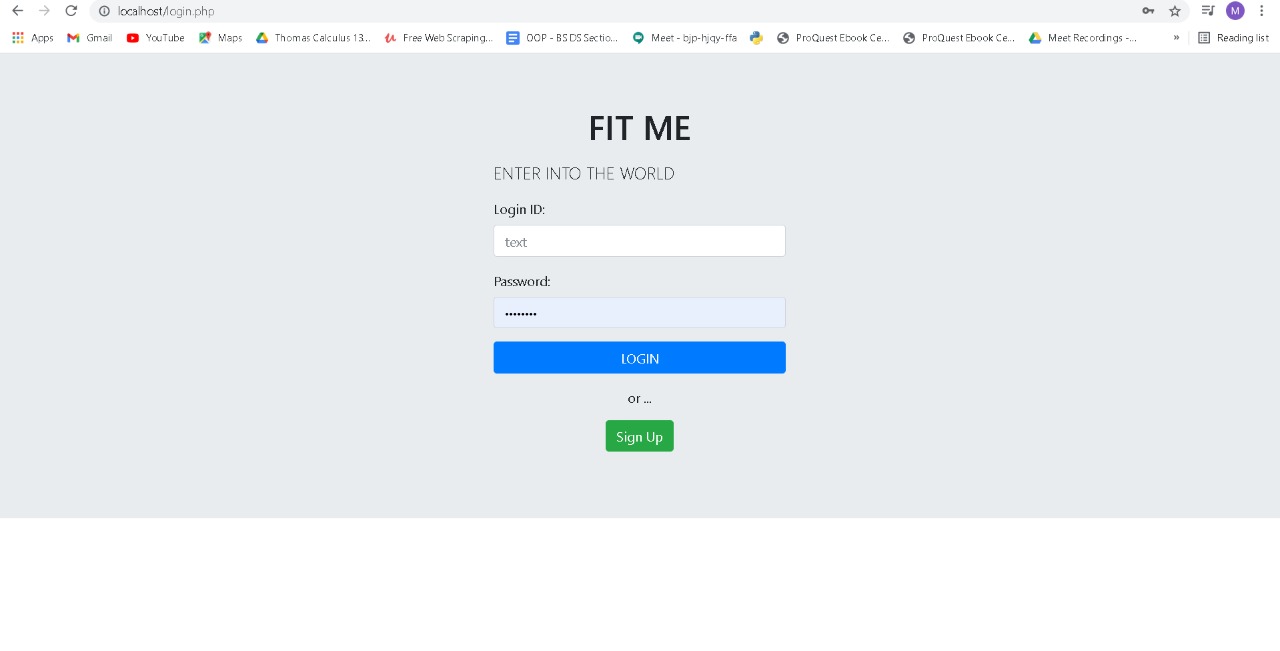 localhost/login.php
M
Apps Gmail YouTube Maps Thomas Calculus 13... Free Web Scraping... OOP - BS DS Sectio... Meet - bjp-hjqy-ffa ProQuest Ebook Ce... ProQuest Ebook Ce... Meet Recordings -... » Reading list
FIT ME
ENTER INTO THE WORLD
Login ID:
text
Password:
••••••••
LOGIN
or ...
Sign Up